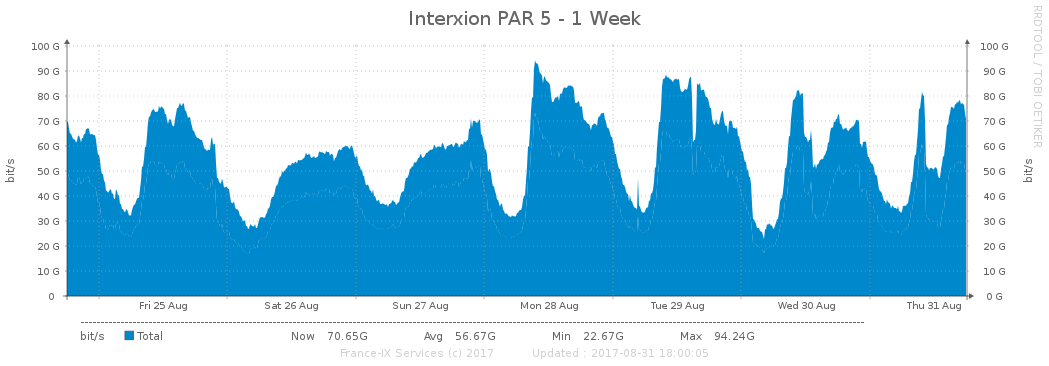 Interxion PAR 5 - 1 Week
RRDTOOL / TOBI OETIKER
bit/s
100 G 100 G
90 G 90 G
80 G 80 G
70 G 70 G
60 G 60 G
50 G 50 G
40 G 40 G
30 G 30 G
20 G 20 G
10 G 10 G
0 0 G
bit/s
Fri 25 Aug Sat 26 Aug Sun 27 Aug Mon 28 Aug Tue 29 Aug Wed 30 Aug Thu 31 Aug
bit/s Total Now 70.65G Avg 56.67G Min 22.67G Max 94.24G
France-IX Services (c) 2017 Updated : 2017-08-31 18:00:05